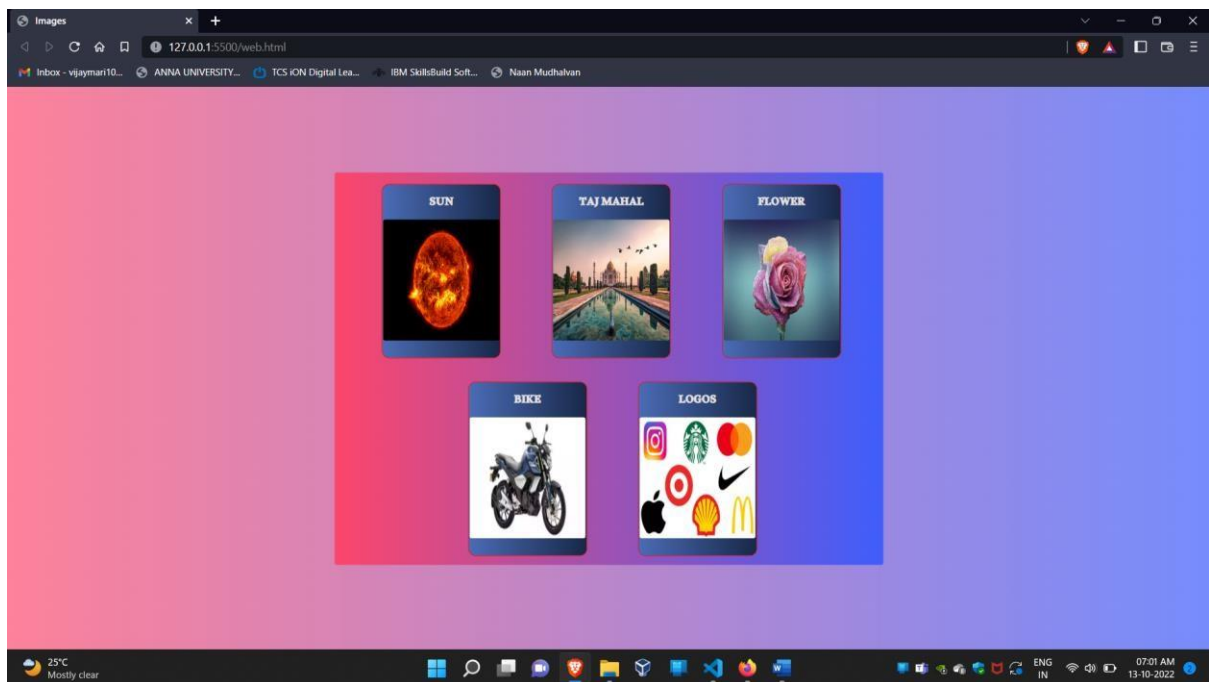 Images
127.0.0.1:5500/web.html
Inbox - vijaymari10...
ANNA UNIVERSITY...
TCS iON Digital Lea...
IBM SkillsBuild Soft...
Naan Mudhalvan
SUN
TAJ MAHAL
FLOWER
BIKE
LOGOS
25°C
Mostly clear
ENG
IN
07:01 AM
13-10-2022